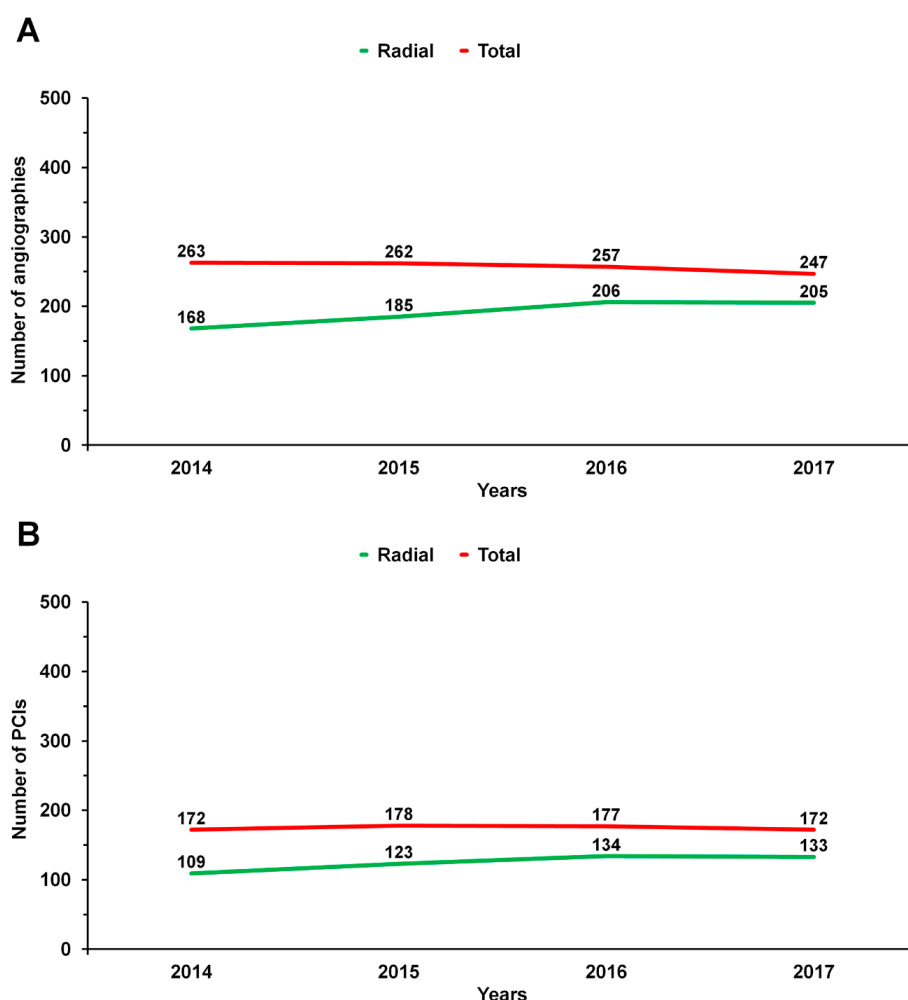 A
Radial Total
Number of angiographies
500
400
300
200
100
0
263 262 257 247
168 185 206 205
2014 2015 2016 2017
Years
B
Radial Total
Number of PCIs
500
400
300
200
100
0
172 178 177 172
109 123 134 133
2014 2015 2016 2017
Years